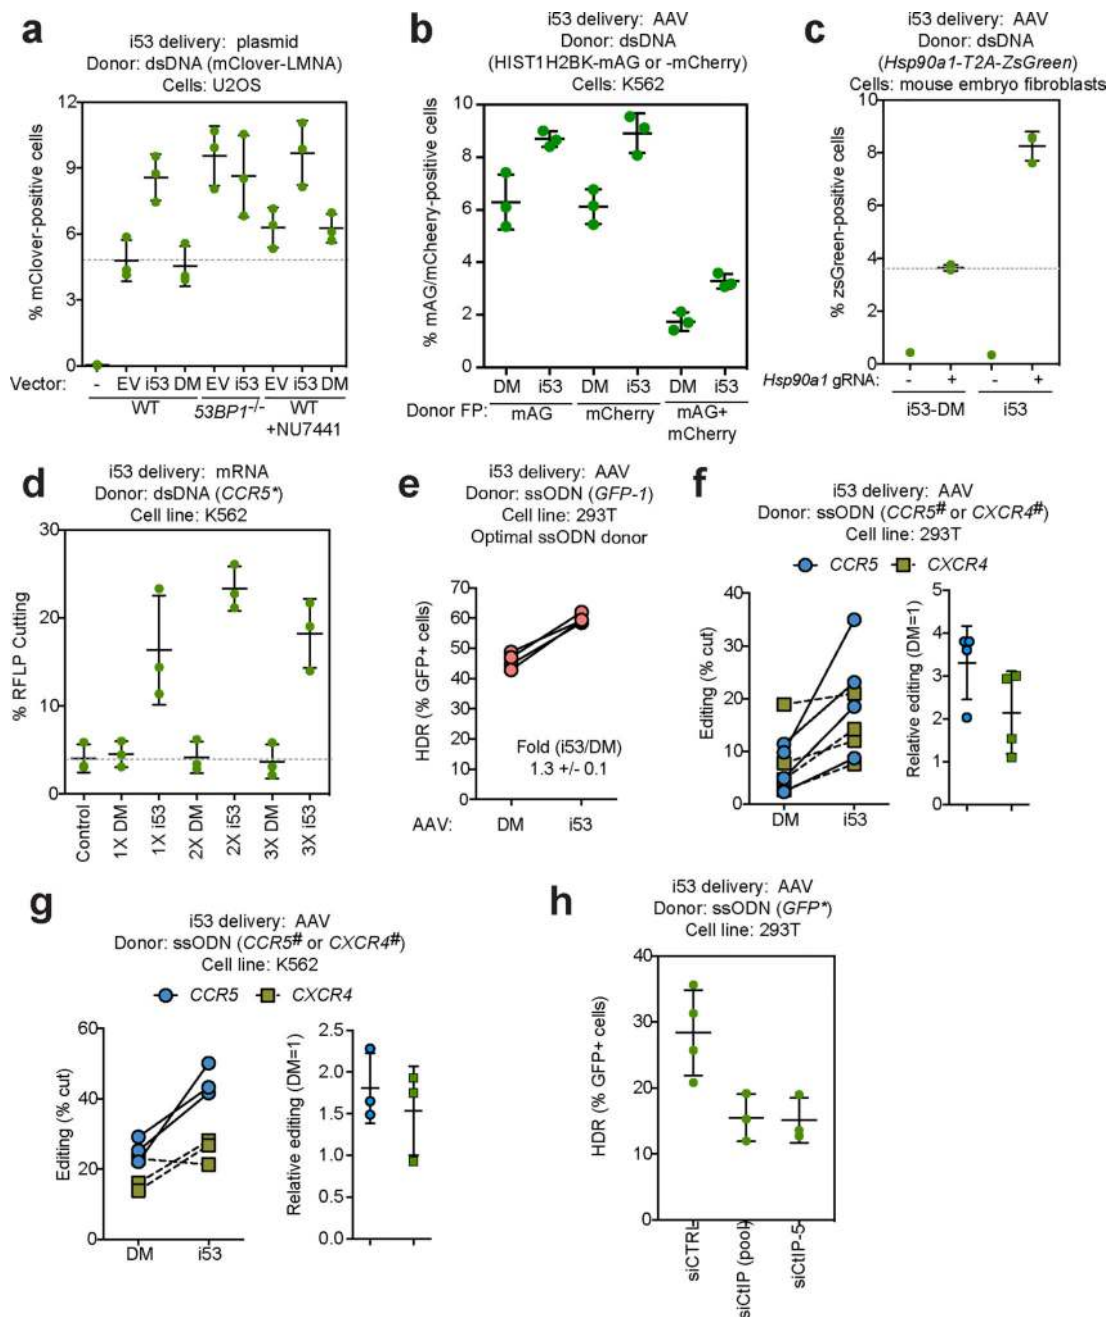 a
i53 delivery: plasmid
Donor: dsDNA (mClover-LMNA)
Cells: U2OS
% mClover-positive cells
12
9
6
3
0
Vector: - EV i53 DM EV i53 EV i53 DM
WT 53BP1-/- WT
+NU7441
b
i53 delivery: AAV
Donor: dsDNA
(HIST1H2BK-mAG or -mCherry)
Cells: K562
% mAG/mCheery-positive cells
10
8
6
4
2
0
DM i53 DM i53 DM i53
Donor FP: mAG mCherry mAG+
mCherry
c
i53 delivery: AAV
Donor: dsDNA
(Hsp90a1-T2A-ZsGreen)
Cells: mouse embryo fibroblasts
% zsGreen-positive cells
10
8
6
4
2
0
Hsp90a1 gRNA: - + - +
i53-DM i53
d
i53 delivery: mRNA
Donor: dsDNA (CCR5*)
Cell line: K562
% RFLP Cutting
30
20
10
0
Control
1X DM
1X i53
2X DM
2X i53
3X DM
3X i53
e
i53 delivery: AAV
Donor: ssODN (GFP-1)
Cell line: 293T
Optimal ssODN donor
HDR (% GFP+ cells)
70
60
50
40
30
20
10
0
Fold (i53/DM)
1.3 +/- 0.1
AAV: DM i53
f
i53 delivery: AAV
Donor: ssODN (CCR5# or CXCR4#)
Cell line: 293T
CCR5 CXCR4
Editing (% cut)
40
30
20
10
0
DM i53
Relative editing (DM=1)
5
4
3
2
1
0
g
i53 delivery: AAV
Donor: ssODN (CCR5# or CXCR4#)
Cell line: K562
CCR5 CXCR4
Editing (% cut)
60
40
20
0
DM i53
Relative editing (DM=1)
2.5
2.0
1.5
1.0
0.5
0.0
h
i53 delivery: AAV
Donor: ssODN (GFP*)
Cell line: 293T
HDR (% GFP+ cells)
40
30
20
10
0
siCTRL
siCtIP (pool)
siCtIP-5